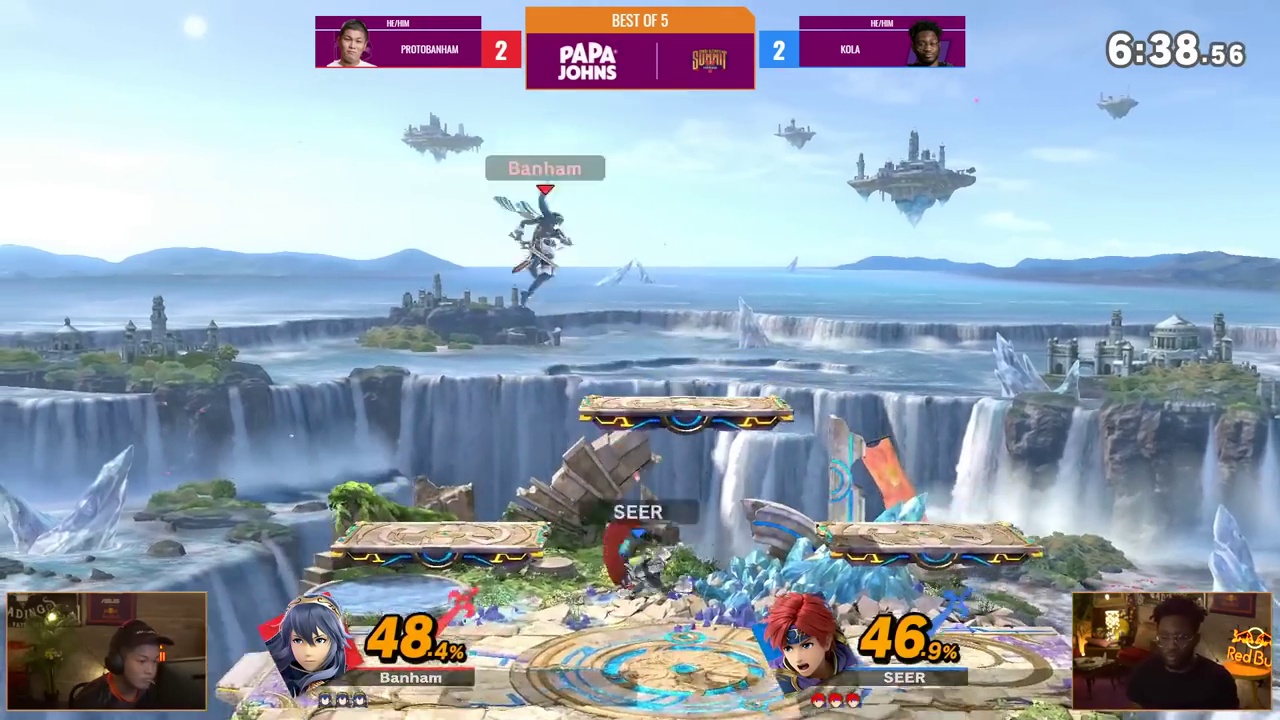 HE/HIM
PROTOBANHAM
2
BEST OF 5
PAPA JOHNS
SUMMIT
2
HE/HIM
KOLA
6:38.56
Banham
SEER
48.4%
Banham
46.9%
SEER